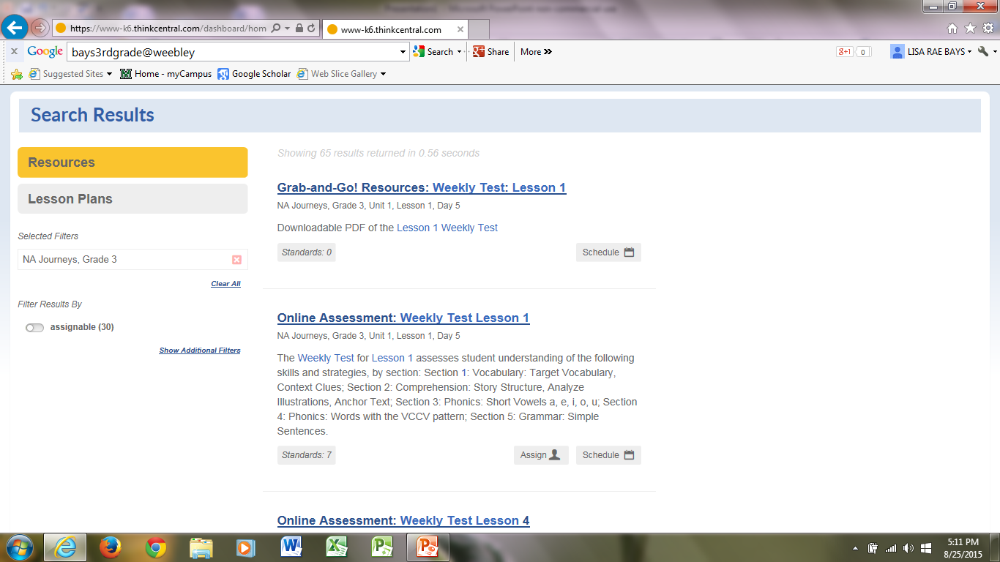 Presentation1 - Microsoft PowerPoint non-commercial use
https://www-k6.thinkcentral.com/dashboard/hom
www-k6.thinkcentral.com
x Google bays3rdgrade@weebley Search Share More »
g+1 0 LISA RAE BAYS
Suggested Sites Home - myCampus Google Scholar Web Slice Gallery
Search Results
Resources
Lesson Plans
Selected Filters
NA Journeys, Grade 3
Clear All
Filter Results By
assignable (30)
Show Additional Filters
Showing 65 results returned in 0.56 seconds
Grab-and-Go! Resources: Weekly Test: Lesson 1
NA Journeys, Grade 3, Unit 1, Lesson 1, Day 5
Downloadable PDF of the Lesson 1 Weekly Test
Standards: 0 Schedule
Online Assessment: Weekly Test Lesson 1
NA Journeys, Grade 3, Unit 1, Lesson 1, Day 5
The Weekly Test for Lesson 1 assesses student understanding of the following
skills and strategies, by section: Section 1: Vocabulary: Target Vocabulary,
Context Clues; Section 2: Comprehension: Story Structure, Analyze
Illustrations, Anchor Text; Section 3: Phonics: Short Vowels a, e, i, o, u; Section
4: Phonics: Words with the VCCV pattern; Section 5: Grammar: Simple
Sentences.
Standards: 7 Assign Schedule
Online Assessment: Weekly Test Lesson 4
5:11 PM
8/25/2015